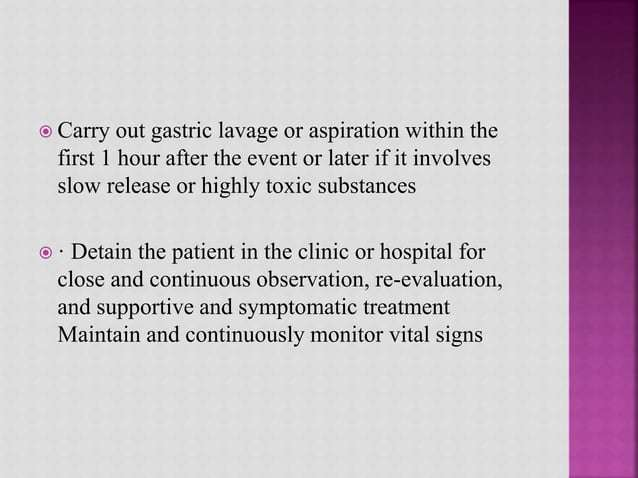 Carry out gastric lavage or aspiration within the
first 1 hour after the event or later if it involves
slow release or highly toxic substances
· Detain the patient in the clinic or hospital for
close and continuous observation, re-evaluation,
and supportive and symptomatic treatment
Maintain and continuously monitor vital signs